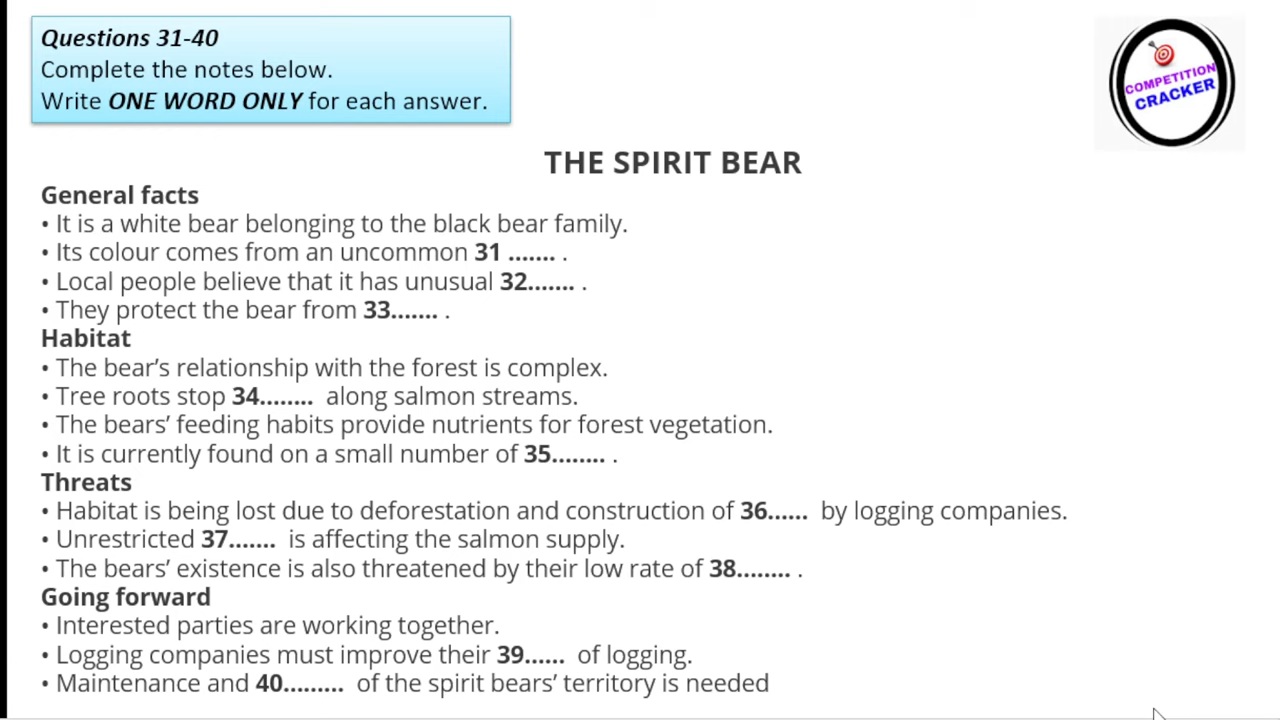 Questions 31-40
Complete the notes below.
Write ONE WORD ONLY for each answer.
COMPETITION
CRACKER
THE SPIRIT BEAR
General facts
• It is a white bear belonging to the black bear family.
• Its colour comes from an uncommon 31 ....... .
• Local people believe that it has unusual 32....... .
• They protect the bear from 33....... .
Habitat
• The bear’s relationship with the forest is complex.
• Tree roots stop 34........ along salmon streams.
• The bears’ feeding habits provide nutrients for forest vegetation.
• It is currently found on a small number of 35........ .
Threats
• Habitat is being lost due to deforestation and construction of 36...... by logging companies.
• Unrestricted 37....... is affecting the salmon supply.
• The bears’ existence is also threatened by their low rate of 38........ .
Going forward
• Interested parties are working together.
• Logging companies must improve their 39...... of logging.
• Maintenance and 40......... of the spirit bears’ territory is needed